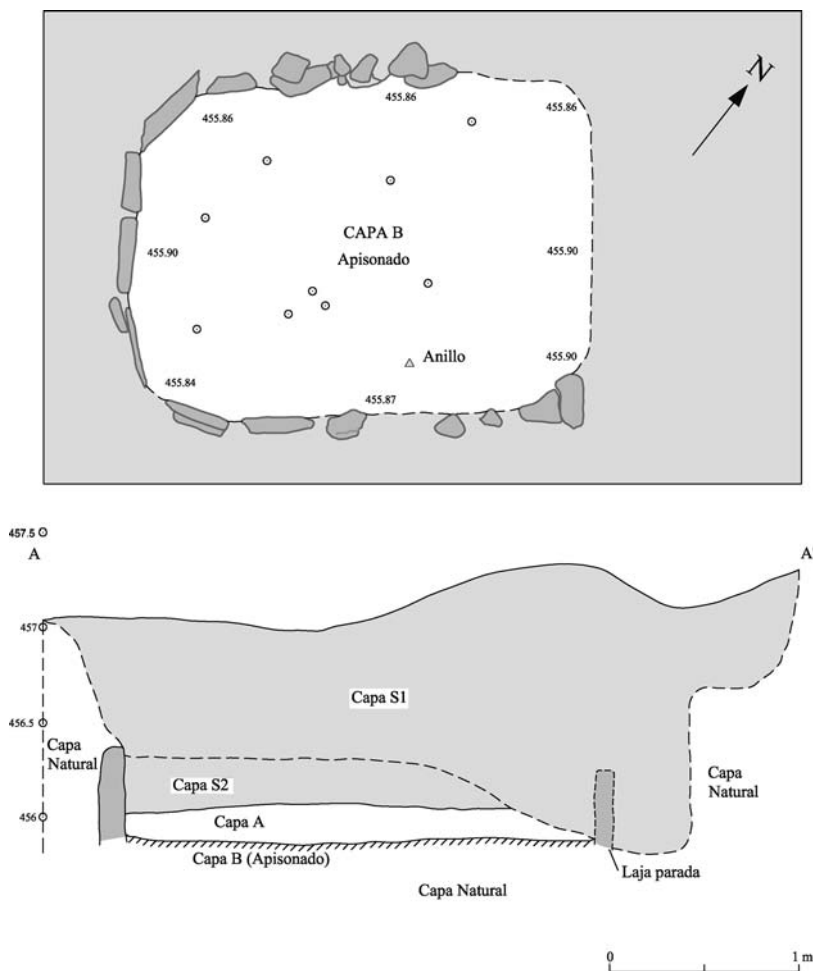 N
455.86
455.86
455.86
CAPA B
Apisonado
455.90
455.90
Anillo
455.90
455.84
455.87
457.5
A
A
457
Capa S1
456.5
Capa
Natural
Capa
Natural
Capa S2
456
Capa A
Capa B (Apisonado)
Laja parada
Capa Natural
0
1 m